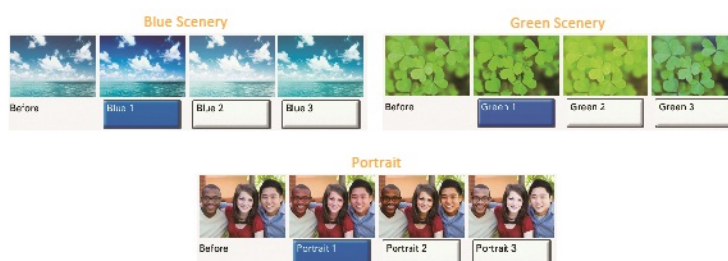 Blue Scenery
Before
Blue 1
Blue 2
Blue 3
Green Scenery
Before
Green 1
Green 2
Green 3
Portrait
Before
Portrait 1
Portrait 2
Portrait 3